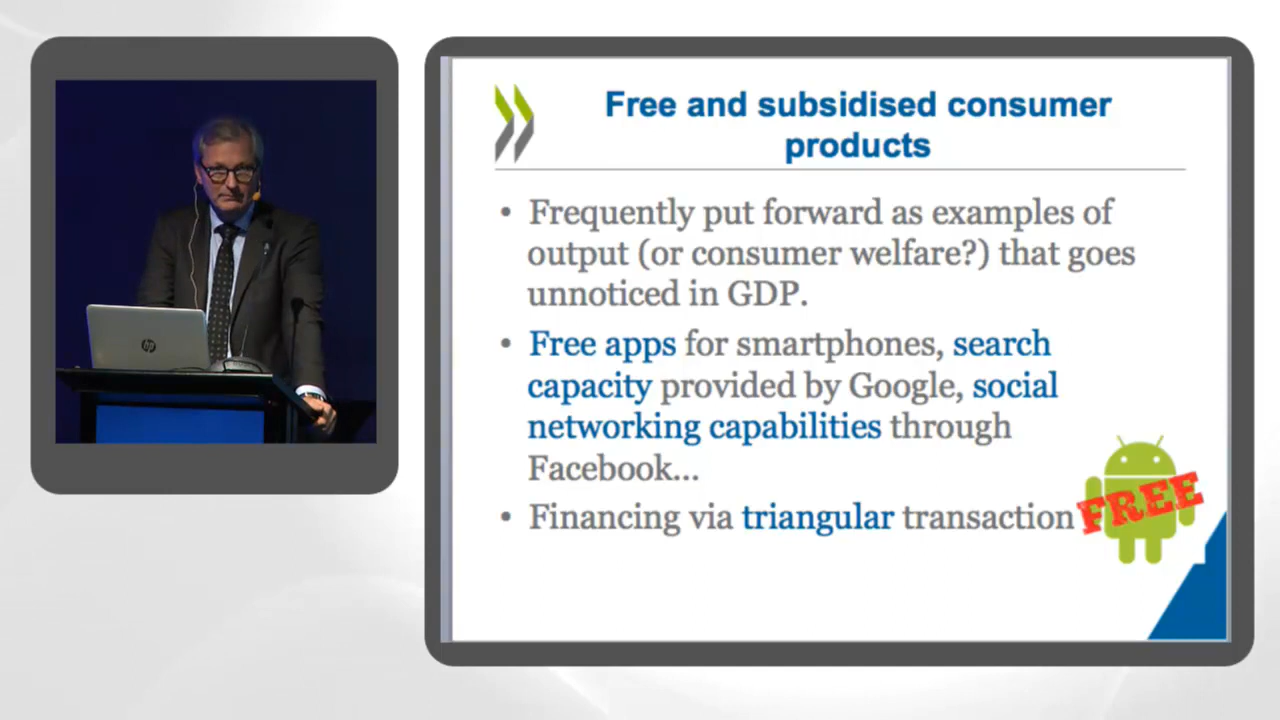 Free and subsidised consumer
products
• Frequently put forward as examples of
output (or consumer welfare?) that goes
unnoticed in GDP.
• Free apps for smartphones, search
capacity provided by Google, social
networking capabilities through
Facebook...
• Financing via triangular transaction
FREE
hp